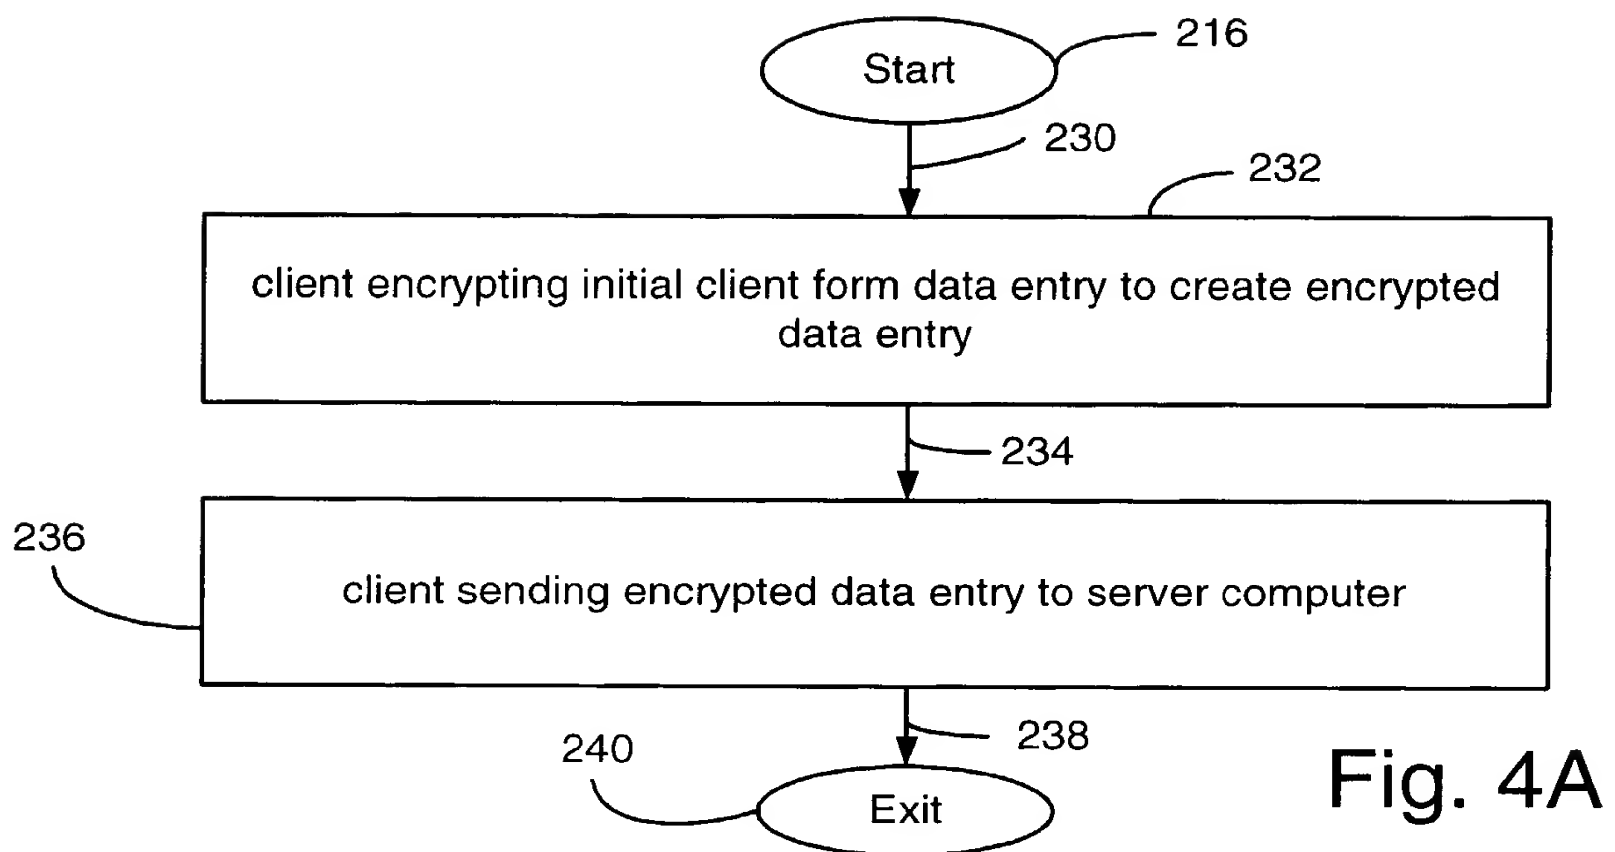 216
Start
230
232
client encrypting initial client form data entry to create encrypted
data entry
234
236
client sending encrypted data entry to server computer
238
240
Exit
Fig. 4A